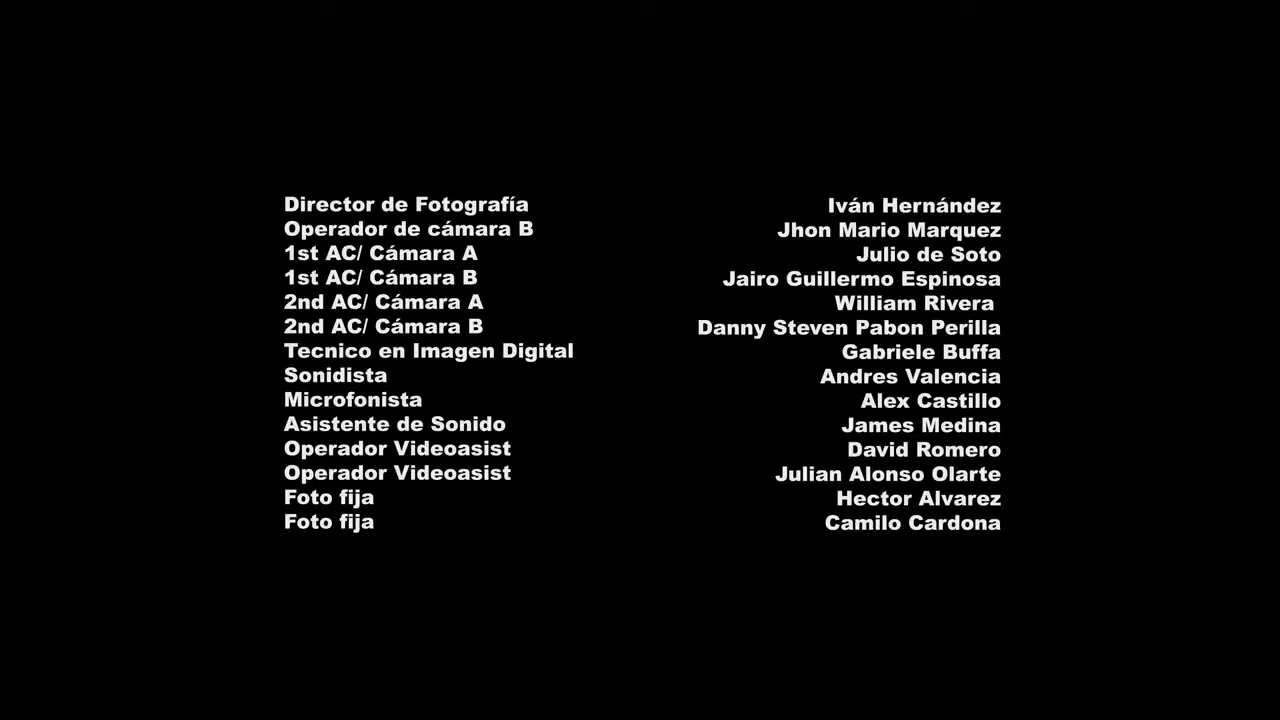 Director de Fotografía Iván Hernández
Operador de cámara B Jhon Mario Marquez
1st AC/ Cámara A Julio de Soto
1st AC/ Cámara B Jairo Guillermo Espinosa
2nd AC/ Cámara A William Rivera
2nd AC/ Cámara B Danny Steven Pabon Perilla
Tecnico en Imagen Digital Gabriele Buffa
Sonidista Andres Valencia
Microfonista Alex Castillo
Asistente de Sonido James Medina
Operador Videoasist David Romero
Operador Videoasist Julian Alonso Olarte
Foto fija Hector Alvarez
Foto fija Camilo Cardona